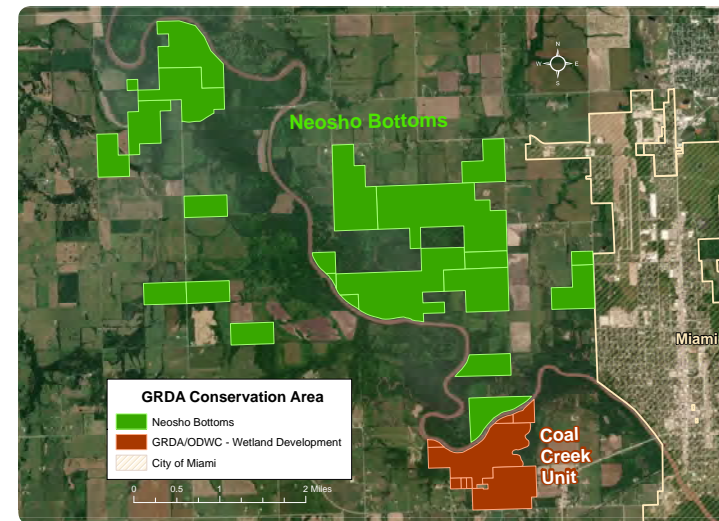 N
W E
S
Neosho Bottoms
Miami
GRDA Conservation Area
Neosho Bottoms
GRDA/ODWC - Wetland Development
City of Miami
0 0.5 1 2 Miles
Coal
Creek
Unit